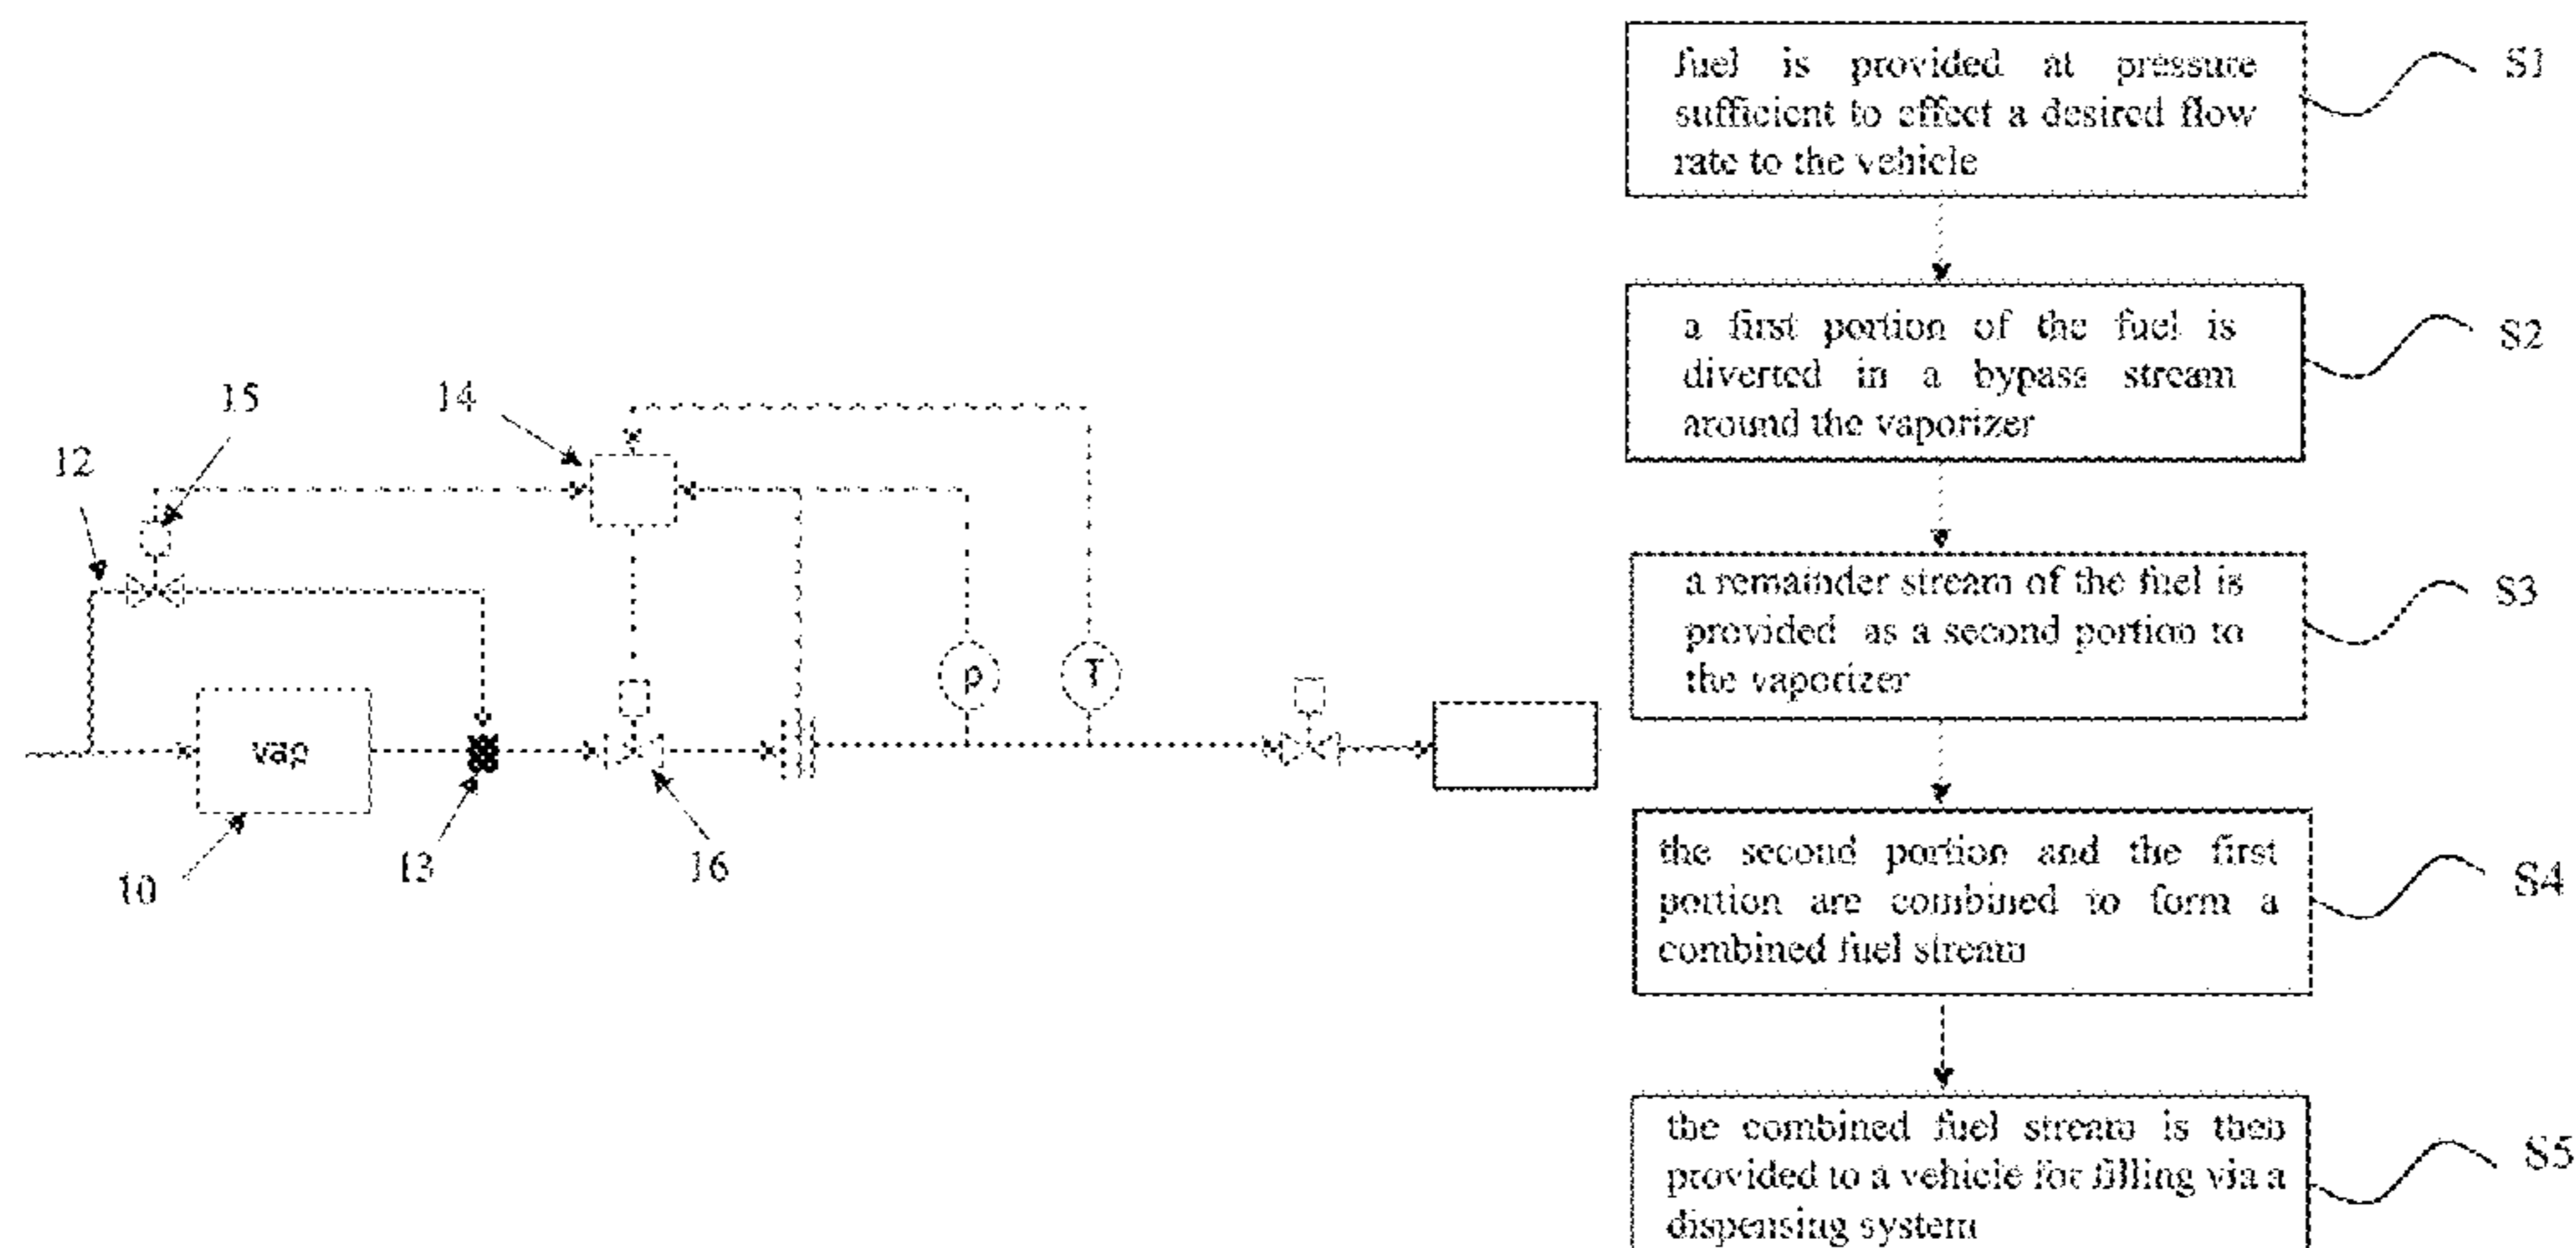 15
14
12
p
T
vap
10
13
16
fuel is provided at pressure
sufficient to effect a desired flow
rate to the vehicle
S1
a first portion of the fuel is
diverted in a bypass stream
around the vaporizer
S2
a remainder stream of the fuel is
provided as a second portion to
the vaporizer
S3
the second portion and the first
portion are combined to form a
combined fuel stream
S4
the combined fuel stream is then
provided to a vehicle for filling via a
dispensing system
S5